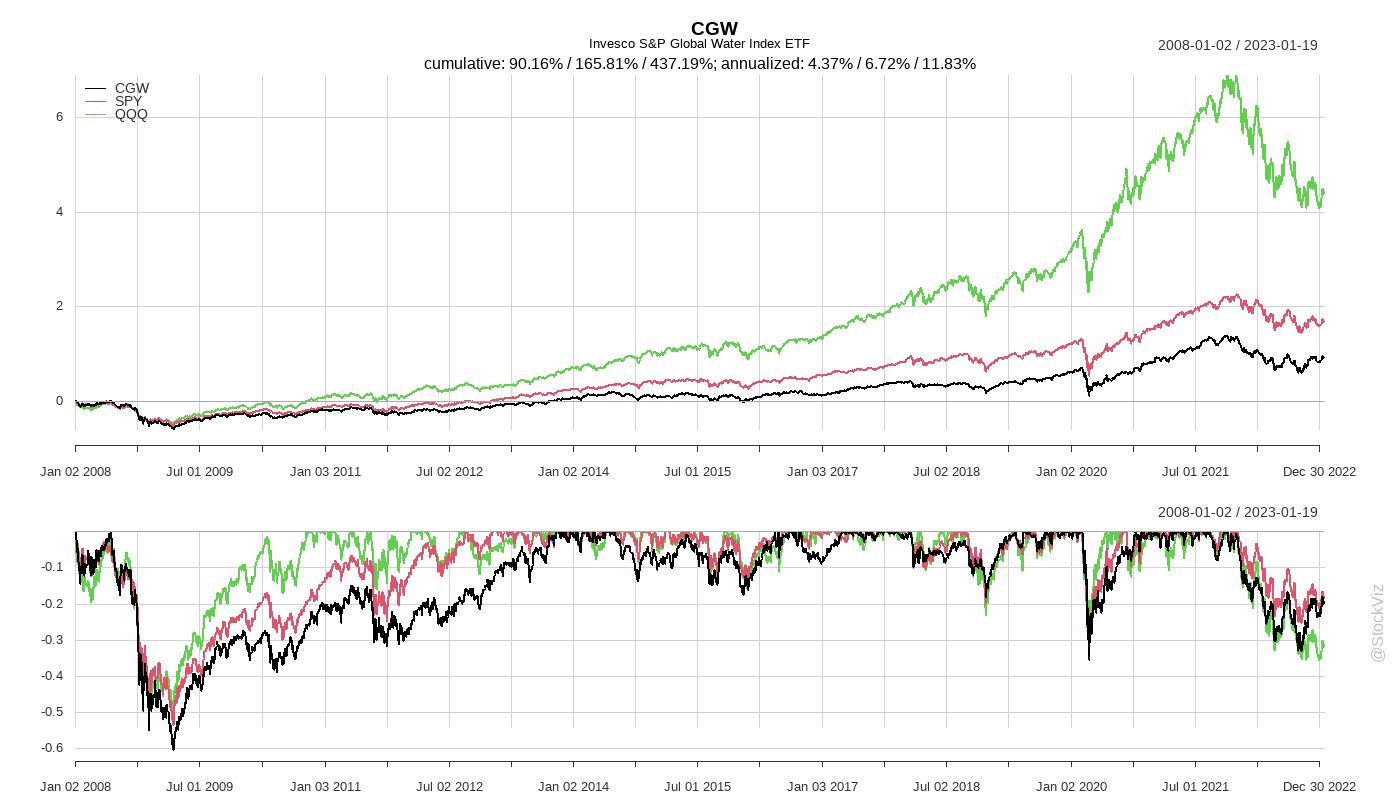 CGW
Invesco S&P Global Water Index ETF
2008-01-02 / 2023-01-19
cumulative: 90.16% / 165.81% / 437.19%; annualized: 4.37% / 6.72% / 11.83%
CGW
SPY
QQQ
6
4
2
0
Jan 02 2008 Jul 01 2009 Jan 03 2011 Jul 02 2012 Jan 02 2014 Jul 01 2015 Jan 03 2017 Jul 02 2018 Jan 02 2020 Jul 01 2021 Dec 30 2022
2008-01-02 / 2023-01-19
-0.1
-0.2
-0.3
-0.4
-0.5
-0.6
Jan 02 2008 Jul 01 2009 Jan 03 2011 Jul 02 2012 Jan 02 2014 Jul 01 2015 Jan 03 2017 Jul 02 2018 Jan 02 2020 Jul 01 2021 Dec 30 2022
@StockViz